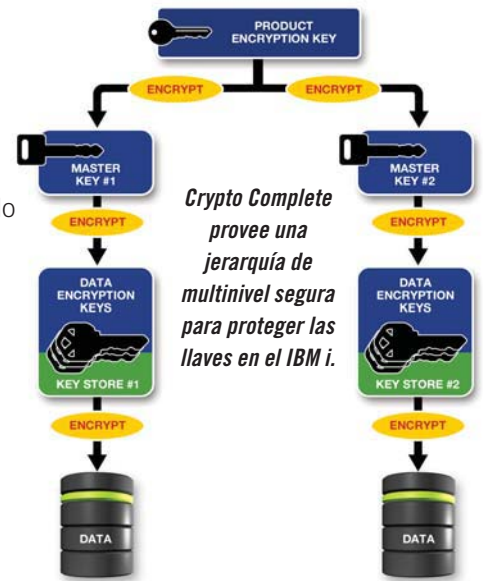 PRODUCT
ENCRYPTION KEY
ENCRYPT
ENCRYPT
MASTER
KEY #1
MASTER
KEY #2
o
ENCRYPT
ENCRYPT
Crypto Complete
provee una
jerarquía de
multinivel segura
para proteger las
llaves en el IBM i.
DATA
ENCRYPTION
KEYS
KEY STORE #1
DATA
ENCRYPTION
KEYS
KEY STORE #2
ENCRYPT
ENCRYPT
DATA
DATA